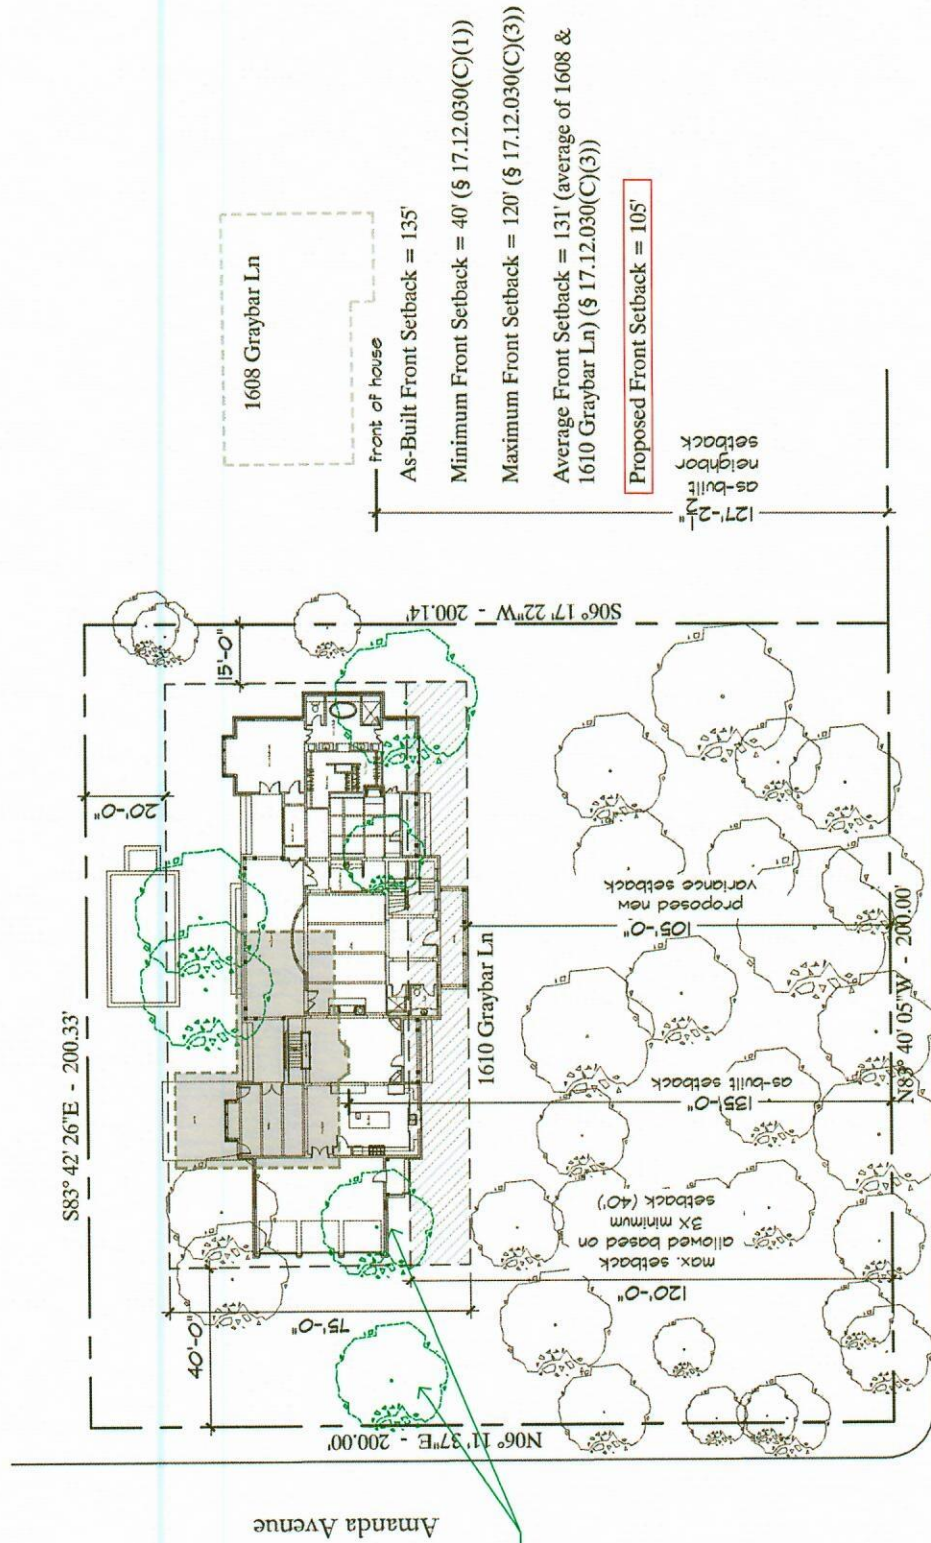 1608 Graybar Ln
front of house
As-Built Front Setback = 135'
Minimum Front Setback = 40' (§ 17.12.030(C)(1))
Maximum Front Setback = 120' (§ 17.12.030(C)(3))
Average Front Setback = 131' (average of 1608 &
1610 Graybar Ln) (§ 17.12.030(C)(3))
Proposed Front Setback = 105'
127'-2 1/2"
as-built
neighbor
setback
S06° 17' 22"W - 200.14'
15'-0"
20'-0"
S83° 42' 26"E - 200.33'
1610 Graybar Ln
105'-0"
proposed new
variance setback
135'-0"
as-built setback
N83° 40' 05"W - 200.00'
120'-0"
max. setback
allowed based on
3X minimum
setback (40')
75'-0"
40'-0"
N06° 11' 37"E - 200.00'
Amanda Avenue